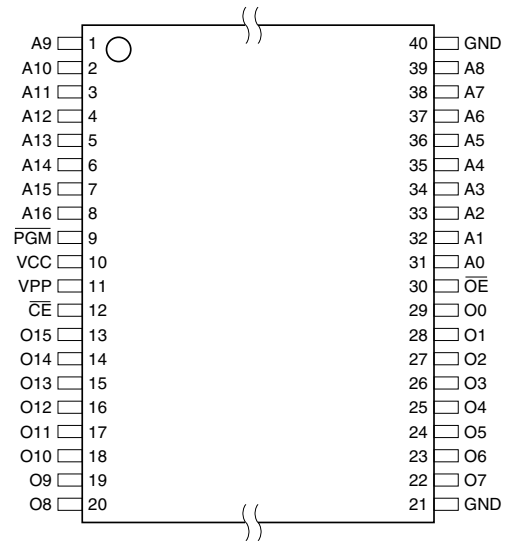 A9 1 40 GND
A10 2 39 A8
A11 3 38 A7
A12 4 37 A6
A13 5 36 A5
A14 6 35 A4
A15 7 34 A3
A16 8 33 A2
PGM 9 32 A1
VCC 10 31 A0
VPP 11 30 OE
CE 12 29 O0
O15 13 28 O1
O14 14 27 O2
O13 15 26 O3
O12 16 25 O4
O11 17 24 O5
O10 18 23 O6
O9 19 22 O7
O8 20 21 GND